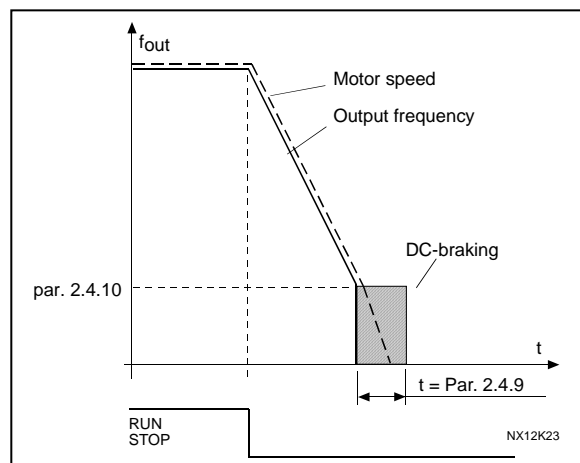 fout
Motor speed
Output frequency
DC-braking
par. 2.4.10
t
t = Par. 2.4.9
RUN
STOP
NX12K23